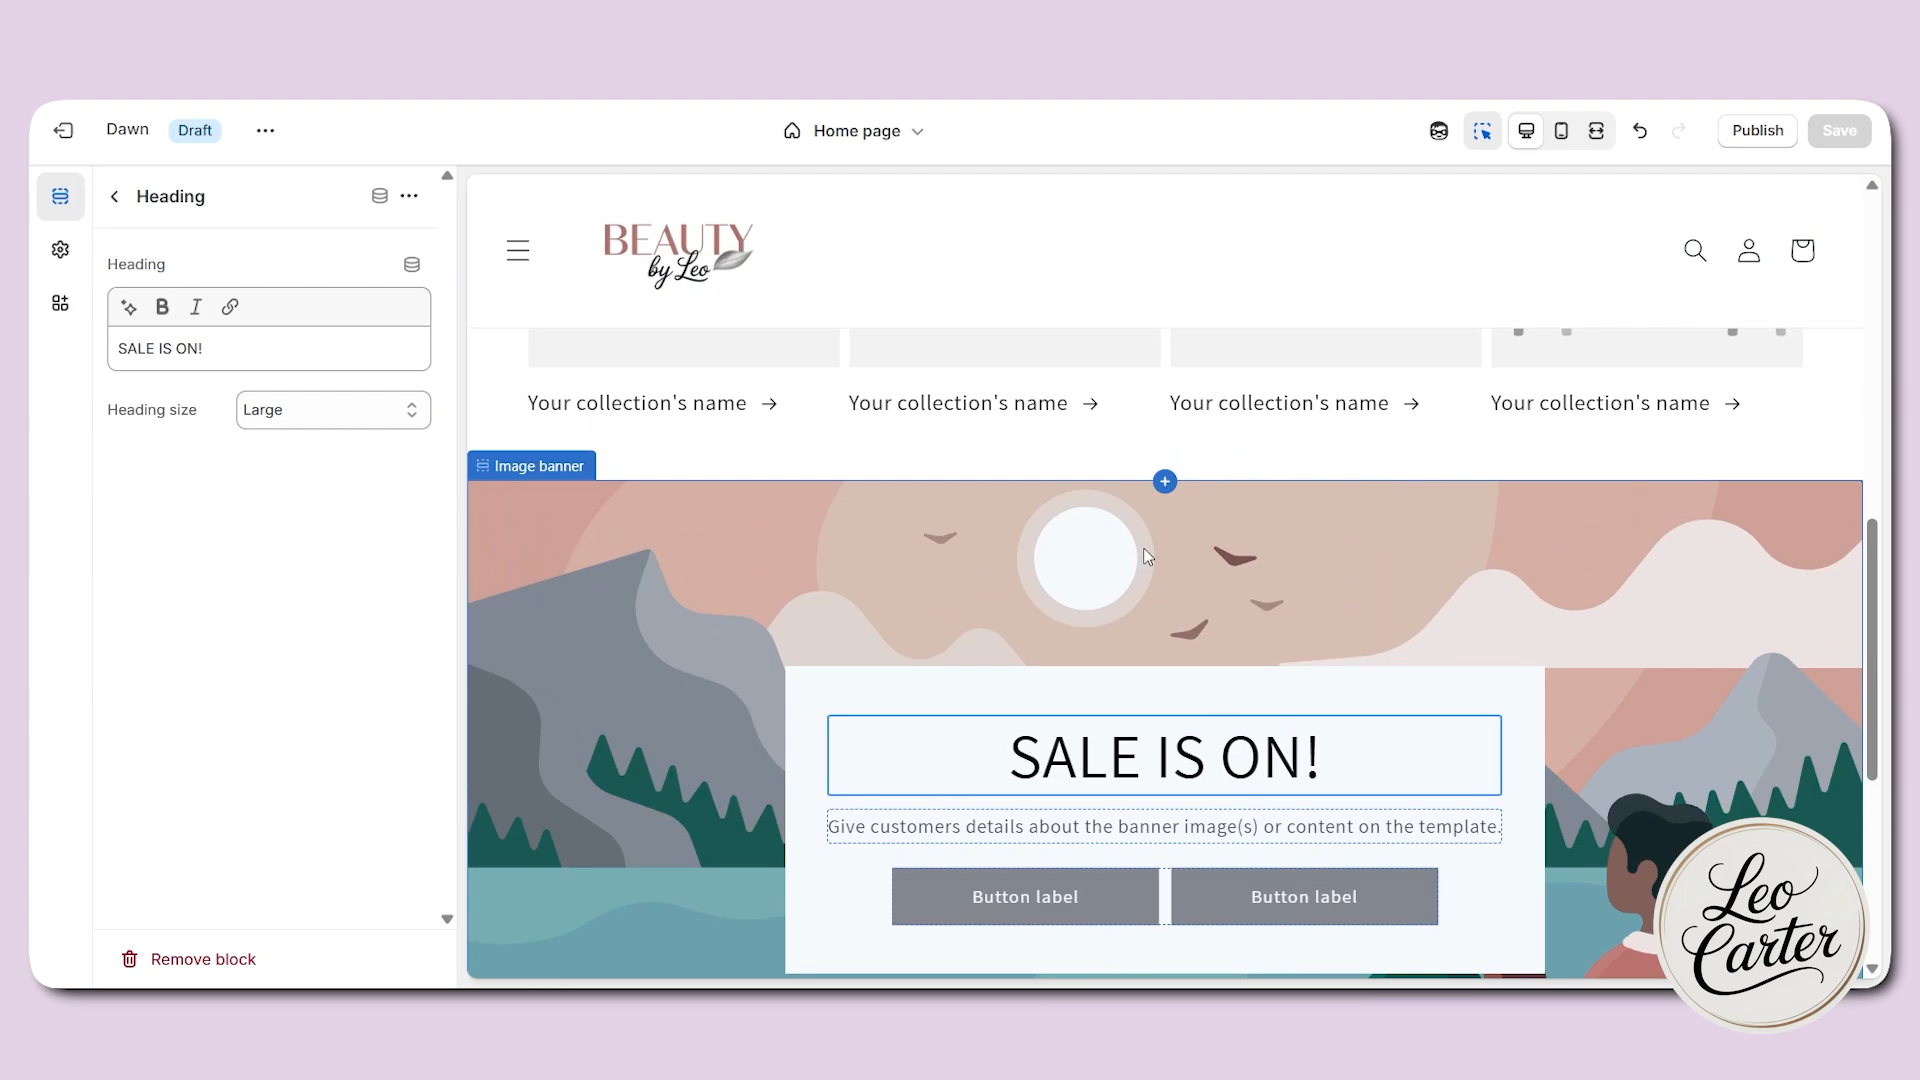 Dawn
Draft
Home page
Publish
Save
Heading
Heading
SALE IS ON!
Heading size
Large
Remove block
BEAUTY
by Leo
Your collection's name
Your collection's name
Your collection's name
Your collection's name
Image banner
SALE IS ON!
Give customers details about the banner image(s) or content on the template.
Button label
Button label
Leo
Carter